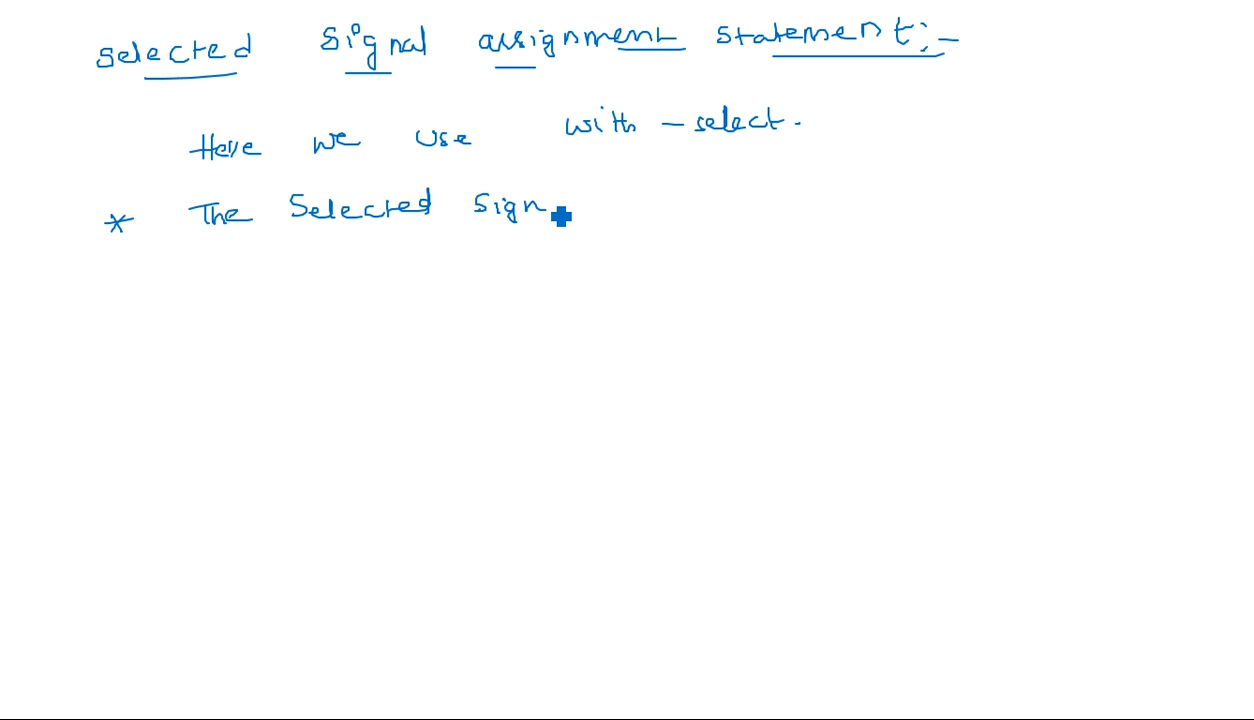 selected signal assignment statement:-
Here we use with - select.
* The Selected Sign